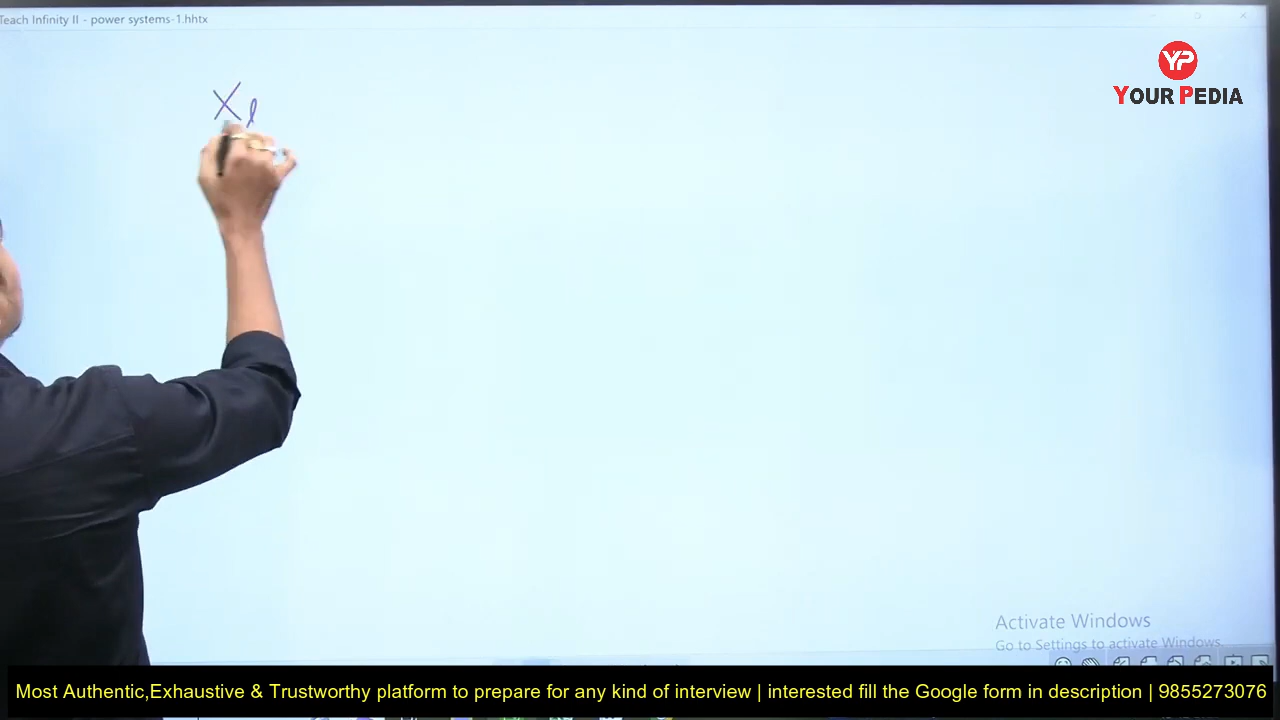 Teach Infinity II - power systems-1.hhtx
YP
YOUR PEDIA
Xl
Activate Windows
Go to Settings to activate Windows.
Most Authentic,Exhaustive & Trustworthy platform to prepare for any kind of interview | interested fill the Google form in description | 9855273076